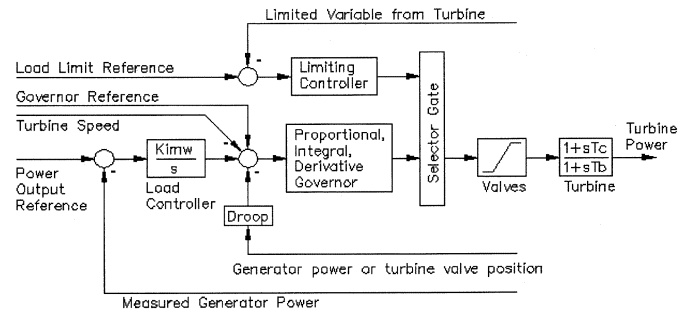 Limited Variable from Turbine
-
Load Limit Reference
Limiting
Controller
Governor Reference
Turbine Speed
Power
Output
Reference
-
Kimw
s
Load
Controller
-
-
Droop
Proportional,
Integral,
Derivative
Governor
Selector Gate
Valves
1+sTc
1+sTb
Turbine
Turbine
Power
Generator power or turbine valve position
Measured Generator Power